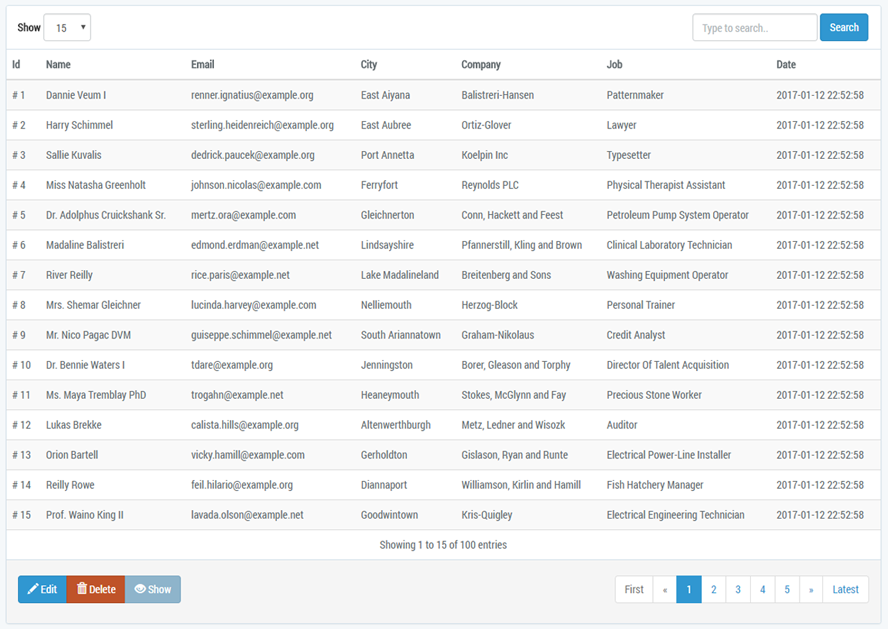 Show 15 Type to search.. Search
Id Name Email City Company Job Date
# 1 Dannie Veum I renner.ignatius@example.org East Aiyana Balistreri-Hansen Patternmaker 2017-01-12 22:52:58
# 2 Harry Schimmel sterling.heidenreich@example.org East Aubree Ortiz-Glover Lawyer 2017-01-12 22:52:58
# 3 Sallie Kuvalis dedrick.paucek@example.org Port Annetta Koelpin Inc Typesetter 2017-01-12 22:52:58
# 4 Miss Natasha Greenholt johnson.nicolas@example.com Ferryfort Reynolds PLC Physical Therapist Assistant 2017-01-12 22:52:58
# 5 Dr. Adolphus Cruickshank Sr. mertz.ora@example.com Gleichnerton Conn, Hackett and Feest Petroleum Pump System Operator 2017-01-12 22:52:58
# 6 Madaline Balistreri edmond.erdman@example.net Lindsayshire Pfannerstill, Kling and Brown Clinical Laboratory Technician 2017-01-12 22:52:58
# 7 River Reilly rice.paris@example.net Lake Madalineland Breitenberg and Sons Washing Equipment Operator 2017-01-12 22:52:58
# 8 Mrs. Shemar Gleichner lucinda.harvey@example.com Nelliemouth Herzog-Block Personal Trainer 2017-01-12 22:52:58
# 9 Mr. Nico Pagac DVM guiseppe.schimmel@example.net South Ariannatown Graham-Nikolaus Credit Analyst 2017-01-12 22:52:58
# 10 Dr. Bennie Waters I tdare@example.org Jenningston Borer, Gleason and Torphy Director Of Talent Acquisition 2017-01-12 22:52:58
# 11 Ms. Maya Tremblay PhD trogahn@example.net Heaneymouth Stokes, McGlynn and Fay Precious Stone Worker 2017-01-12 22:52:58
# 12 Lukas Brekke calista.hills@example.org Altenwerthburgh Metz, Ledner and Wisozk Auditor 2017-01-12 22:52:58
# 13 Orion Bartell vicky.hamill@example.com Gerholdton Gislason, Ryan and Runte Electrical Power-Line Installer 2017-01-12 22:52:58
# 14 Reilly Rowe feil.hilario@example.org Diannaport Williamson, Kirlin and Hamill Fish Hatchery Manager 2017-01-12 22:52:58
# 15 Prof. Waino King II lavada.olson@example.net Goodwintown Kris-Quigley Electrical Engineering Technician 2017-01-12 22:52:58
Showing 1 to 15 of 100 entries
Edit Delete Show First « 1 2 3 4 5 » Latest